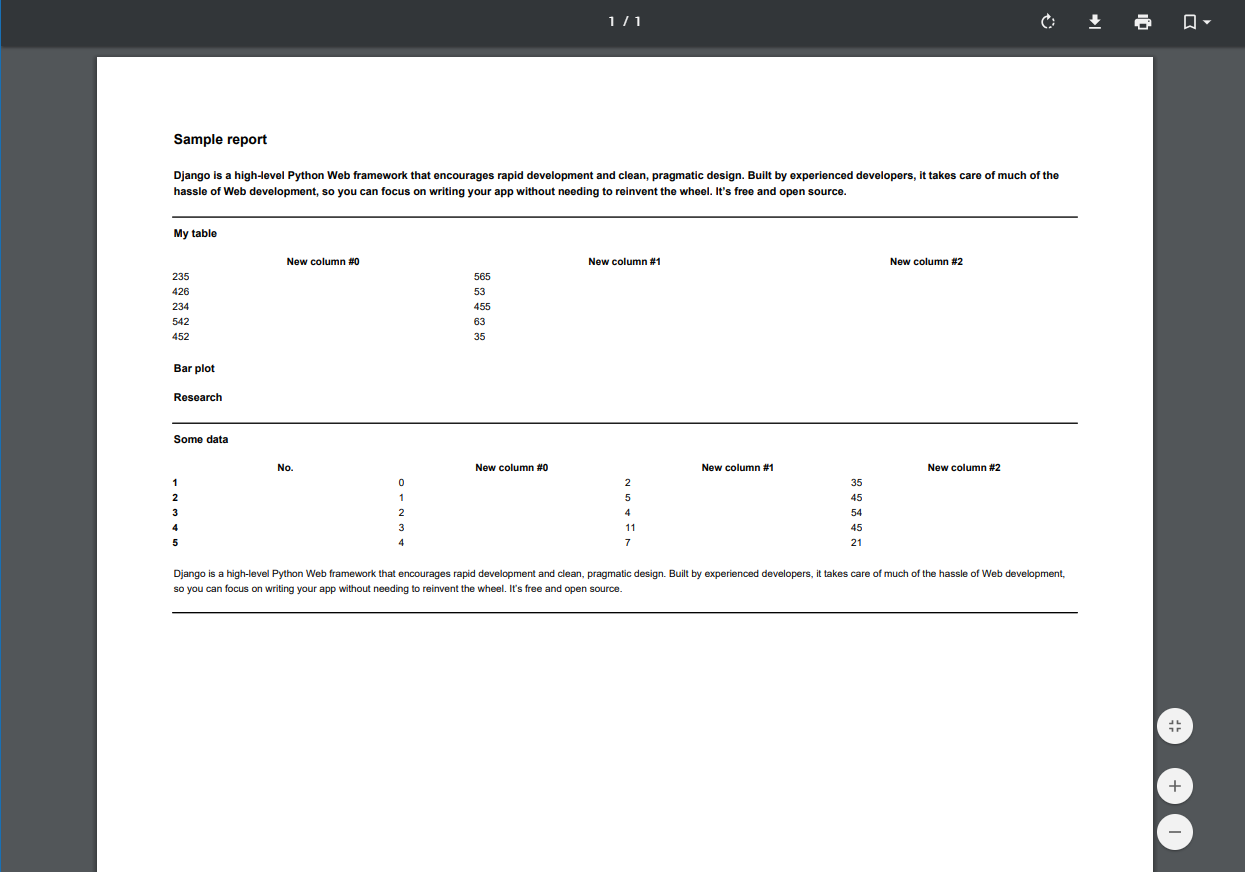 1 / 1
Sample report
Django is a high-level Python Web framework that encourages rapid development and clean, pragmatic design. Built by experienced developers, it takes care of much of the
hassle of Web development, so you can focus on writing your app without needing to reinvent the wheel. It's free and open source.
My table
New column #0 New column #1 New column #2
235 565
426 53
234 455
542 63
452 35
Bar plot
Research
Some data
No. New column #0 New column #1 New column #2
1 0 2 35
2 1 5 45
3 2 4 54
4 3 11 45
5 4 7 21
Django is a high-level Python Web framework that encourages rapid development and clean, pragmatic design. Built by experienced developers, it takes care of much of the hassle of Web development,
so you can focus on writing your app without needing to reinvent the wheel. It's free and open source.